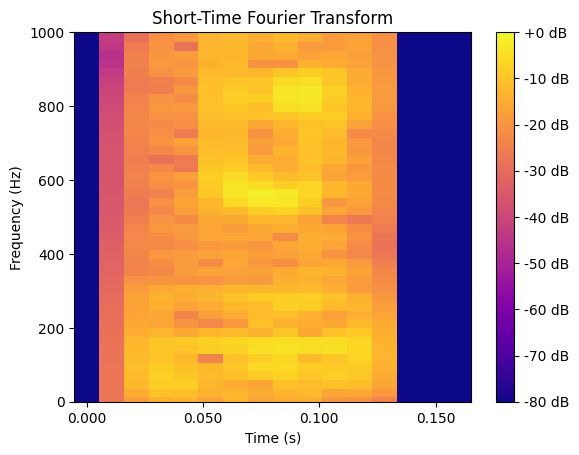 Short-Time Fourier Transform
1000
800
600
400
200
0
Frequency (Hz)
0.000
0.050
0.100
0.150
Time (s)
+0 dB
-10 dB
-20 dB
-30 dB
-40 dB
-50 dB
-60 dB
-70 dB
-80 dB